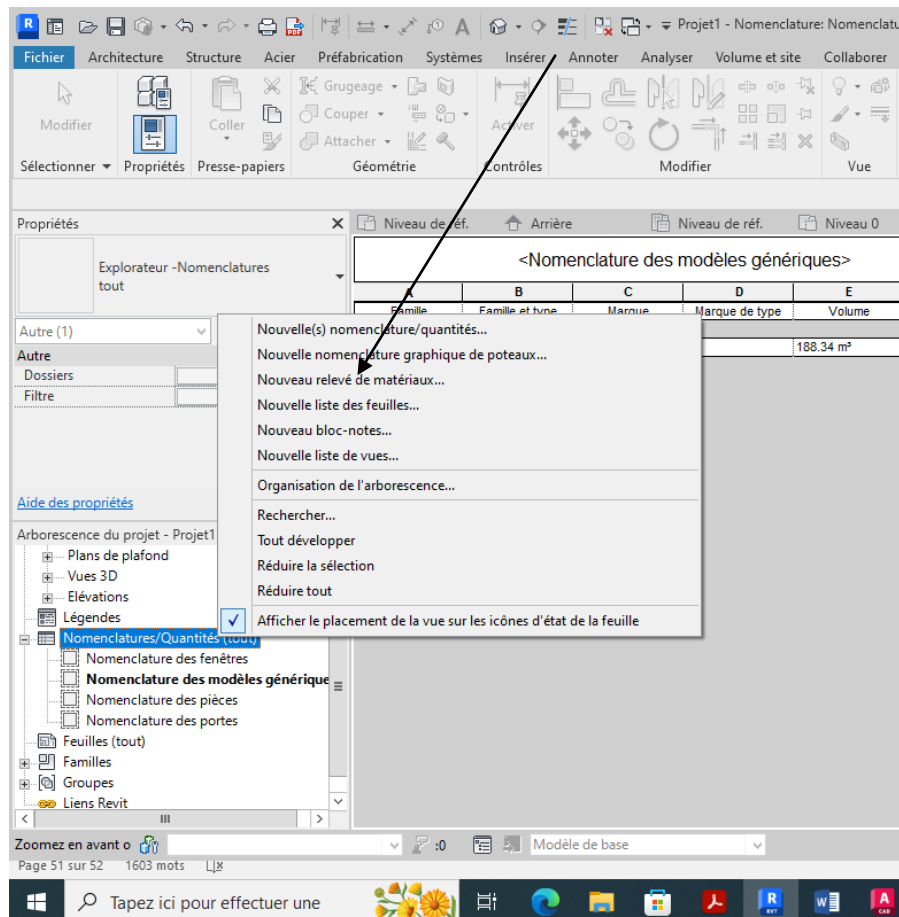 Projet1 - Nomenclature: Nomenclatu
Fichier Architecture Structure Acier Préfabrication Systèmes Insérer Annoter Analyser Volume et site Collaborer
Modifier Coller Grugeage Couper Attacher Activer
Sélectionner Propriétés Presse-papiers Géométrie Contrôles Modifier Vue
Propriétés X Niveau de réf. Arrière Niveau de réf. Niveau 0
Explorateur -Nomenclatures
tout
<Nomenclature des modèles génériques>
A B C D E
Famille Famille et type Marque Marque de type Volume
188.34 m³
Autre (1)
Autre
Dossiers
Filtre
Aide des propriétés
Nouvelle(s) nomenclature/quantités...
Nouvelle nomenclature graphique de poteaux...
Nouveau relevé de matériaux...
Nouvelle liste des feuilles...
Nouveau bloc-notes...
Nouvelle liste de vues...
Organisation de l'arborescence...
Rechercher...
Tout développer
Réduire la sélection
Réduire tout
Afficher le placement de la vue sur les icônes d'état de la feuille
Arborescence du projet - Projet1
Plans de plafond
Vues 3D
Elévations
Légendes
Nomenclatures/Quantités (tout)
Nomenclature des fenêtres
Nomenclature des modèles générique
Nomenclature des pièces
Nomenclature des portes
Feuilles (tout)
Familles
Groupes
Liens Revit
Zoomez en avant o :0 Modèle de base
Page 51 sur 52 1603 mots
Tapez ici pour effectuer une